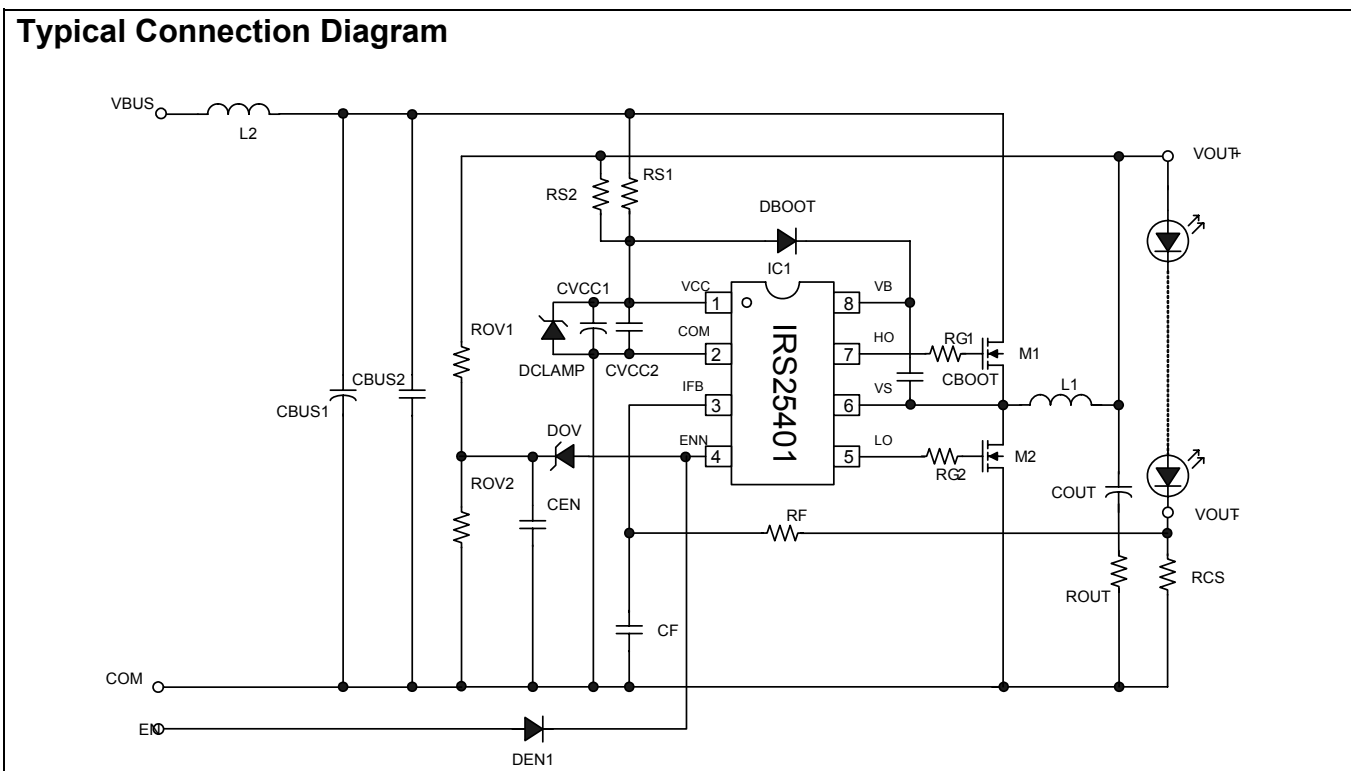 Typical Connection Diagram
VBUS
L2
VOUT+
RS1
RS2
DBOOT
IC1
CVCC1
VCC
1
8
VB
ROV1
COM
2
7
HO
RG1
M1
DCLAMP
CVCC2
CBOOT
L1
IRS25401
CBUS2
CBUS1
IFB
3
6
VS
DOV
ENN
4
5
LO
M2
ROV2
RG2
CEN
COUT
RF
VOUT-
ROUT
RCS
CF
COM
EN
DEN1